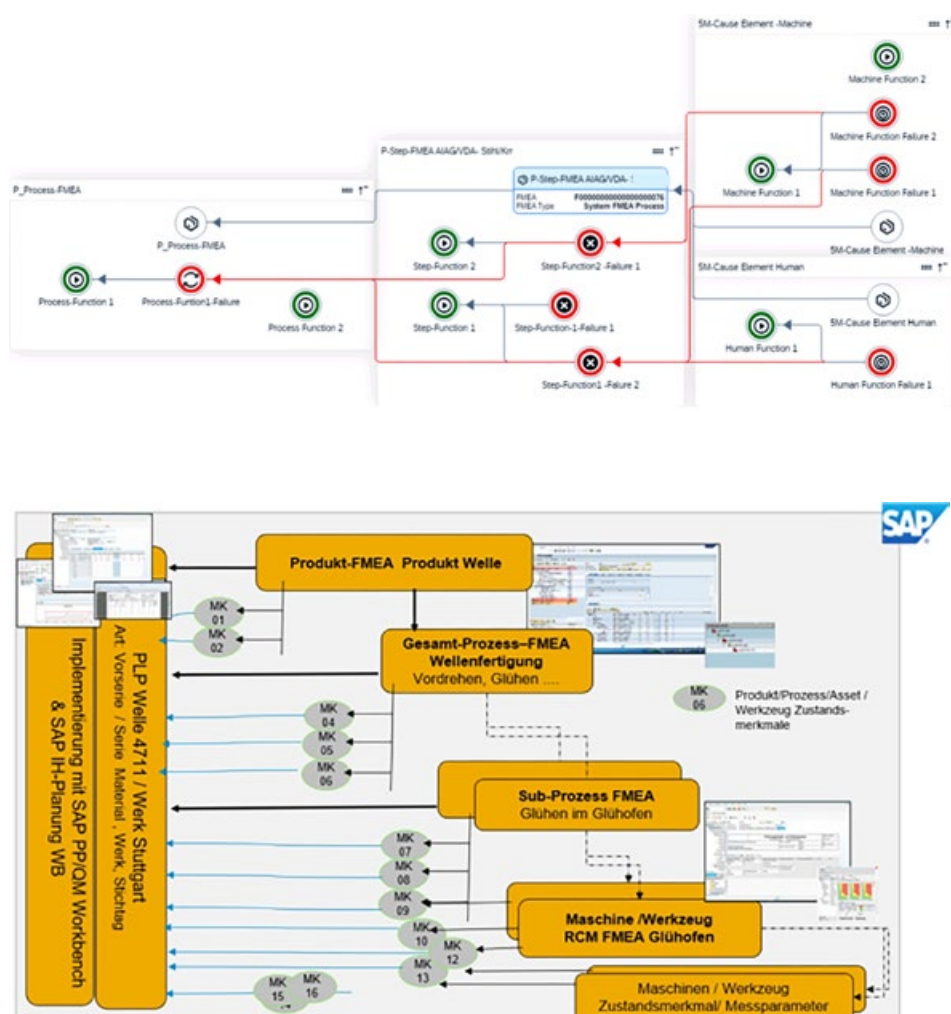 5M-Cause Element -Machine
Machine Function 2
Machine Function Failure 2
Machine Function 1
Machine Function Failure 1
5M-Cause Element -Machine
P-Step-FMEA AIAG/VDA- Stihl/Krr
P-Step-FMEA AIAG/VDA- !
FMEA F0000000000000000076
FMEA Type System FMEA Process
Step-Function 2
Step-Function2 -Failure 1
Step-Function 1
Step-Function-1-Failure 1
Step-Function1 -Failure 2
P_Process-FMEA
P_Process-FMEA
Process-Function 1
Process-Funtion1-Failure
Process Function 2
5M-Cause Element Human
5M-Cause Element Human
Human Function 1
Human Function Failure 1
SAP
Produkt-FMEA Produkt Welle
MK
01
MK
02
Gesamt-Prozess–FMEA
Wellenfertigung
Vordrehen, Glühen ....
MK
04
MK
05
MK
06
MK
06
Produkt/Prozess/Asset /
Werkzeug Zustands-
merkmale
Sub-Prozess FMEA
Glühen im Glühofen
MK
07
MK
08
MK
09
Maschine /Werkzeug
RCM FMEA Glühofen
MK
10
MK
12
MK
13
MK
15
MK
16
Maschinen / Werkzeug
Zustandsmerkmal/ Messparameter
PLP Welle 4711 / Werk Stuttgart
Art: Vorserie / Serie Material , Werk, Stichtag
Implementierung mit SAP PP/QM Workbench
& SAP IH-Planung WB